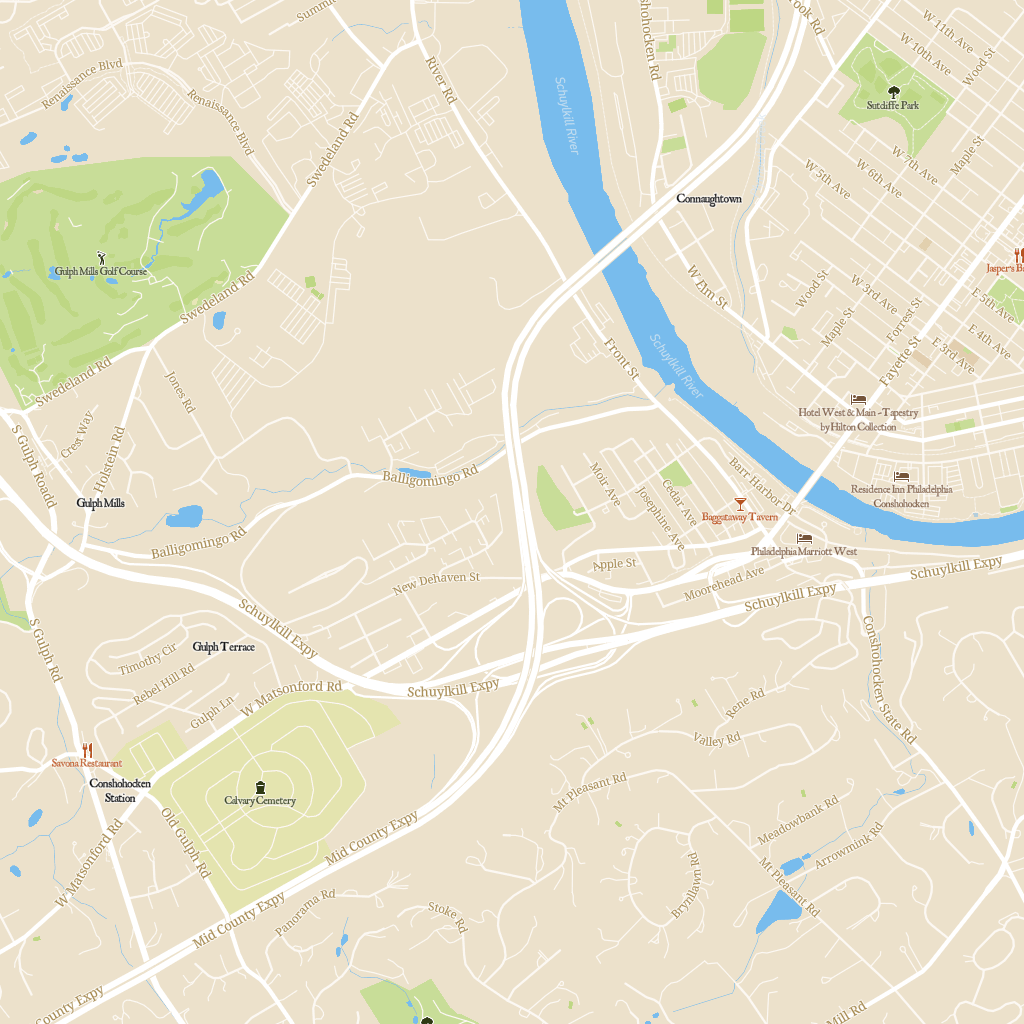 Summit
Renaissance Blvd
Renaissance Blvd
River Rd
Swedeland Rd
Schuylkill River
W 11th Ave
W 10th Ave
Wood St
Sutcliffe Park
W 7th Ave
W 6th Ave
W 5th Ave
Maple St
Connaughtown
Gulph Mills Golf Course
Swedeland Rd
W Elm St
Wood St
W 3rd Ave
Forrest St
Maple St
Fayette St
E 5th Ave
E 4th Ave
E 3rd Ave
Schuylkill River
Front St
Swedeland Rd
Jones Rd
Crest Way
Holstein Rd
S Gulph Roadd
Hotel West & Main - Tapestry
by Hilton Collection
Balligomingo Rd
Moir Ave
Josephine Ave
Cedar Ave
Barr Harbor Dr
Residence Inn Philadelphia
Conshohocken
Gulph Mills
Baggataway Tavern
Balligomingo Rd
Philadelphia Marriott West
Apple St
New Dehaven St
Moorehead Ave
Schuylkill Expy
Schuylkill Expy
Schuylkill Expy
S Gulph Rd
Timothy Cir
Gulph Terrace
Rebel Hill Rd
Gulph Ln
W Matsonford Rd
Schuylkill Expy
Conshohocken State Rd
Rene Rd
Valley Rd
Savona Restaurant
Conshohocken
Station
Calvary Cemetery
Mt Pleasant Rd
Meadowbank Rd
Arrowmink Rd
Old Gulph Rd
Mid County Expy
W Matsonford Rd
Brynllawn Rd
Mt Pleasant Rd
Panorama Rd
Stoke Rd
Mid County Expy
County Expy
Mill Rd